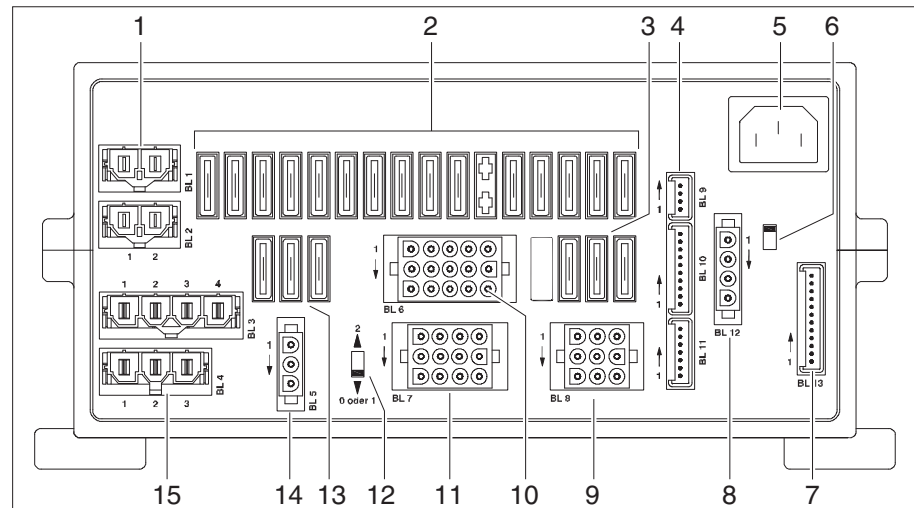 1 2 3 4 5 6
BL 1
BL 2
1 2
1 2 3 4
BL 3
BL 4
1 2 3
1
BL 5
2
0 oder 1
1
BL 6
1
BL 7
1
BL 8
1
BL 9
BL 10
1
BL 11
1
1
BL 12
1
BL 13
15 14 13 12 11 10 9 8 7